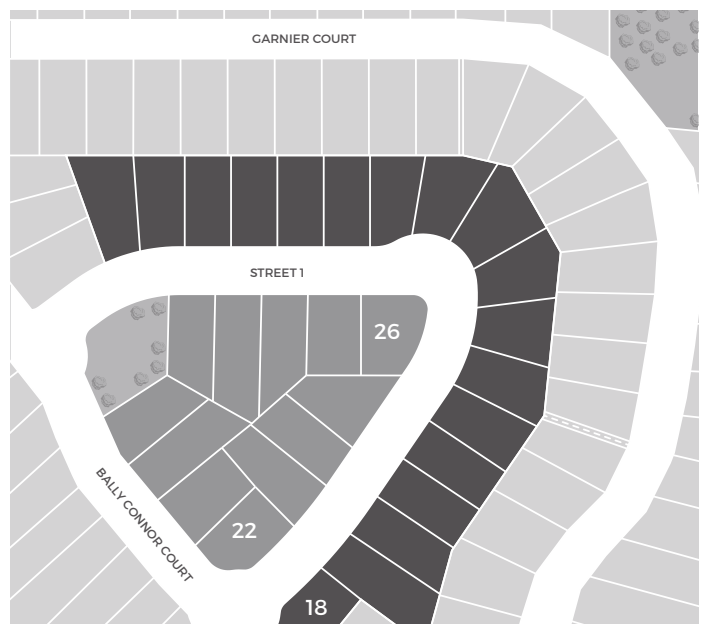 GARNIER COURT
STREET 1
26
BALLY CONNOR COURT
22
18